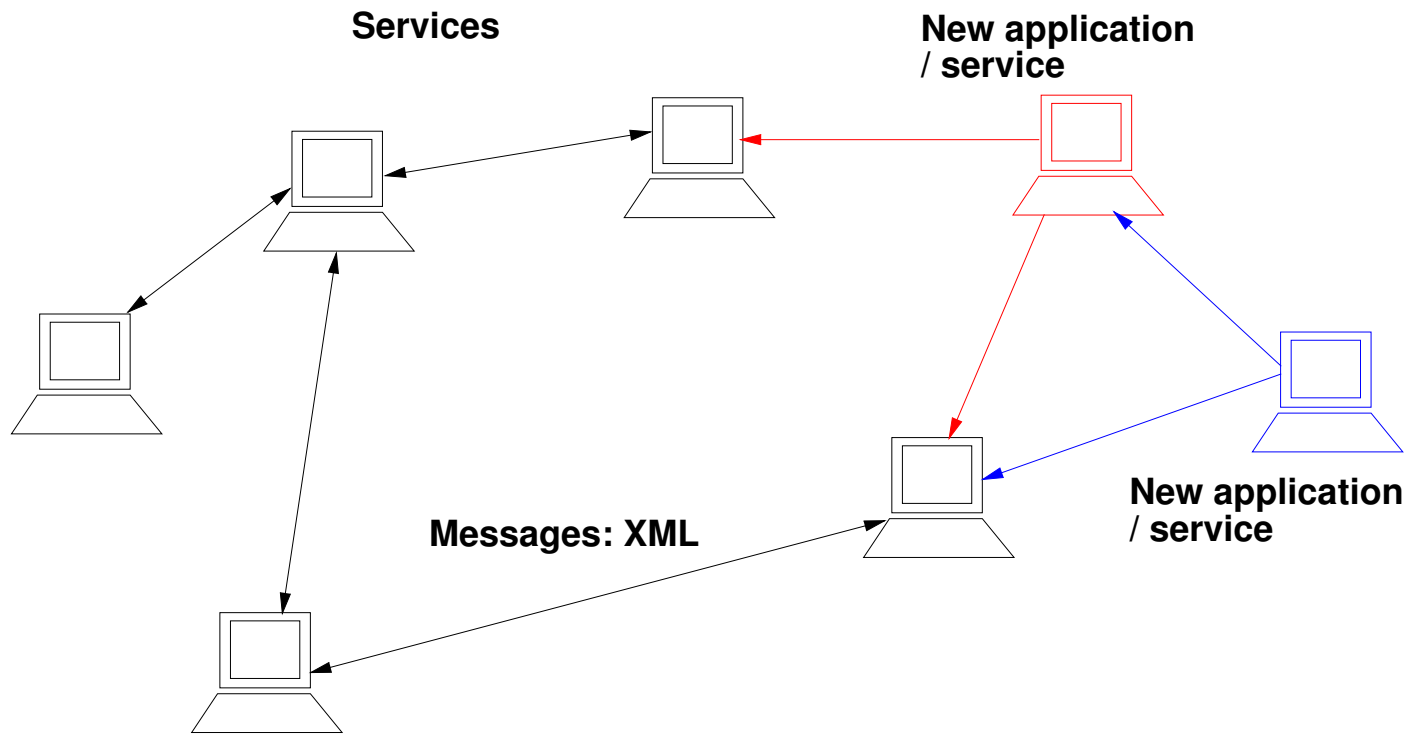 Services
New application
/ service
Messages: XML
New application
/ service